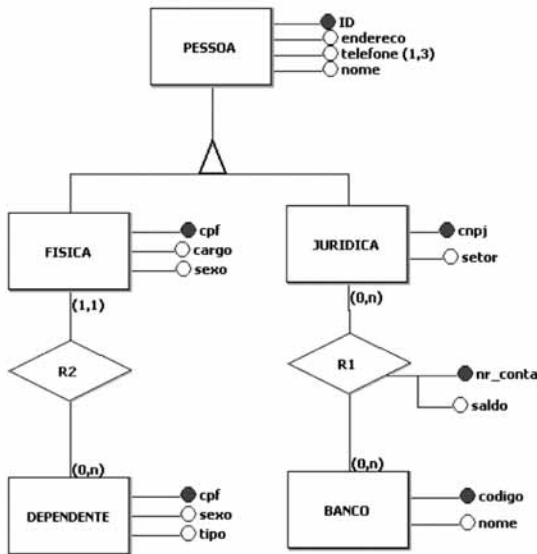 PESSOA
ID
endereco
telefone (1,3)
nome
FISICA
cpf
cargo
sexo
JURIDICA
cnpj
setor
(1,1)
(0,n)
R2
R1
nr_conta
saldo
(0,n)
(0,n)
DEPENDENTE
cpf
sexo
tipo
BANCO
codigo
nome